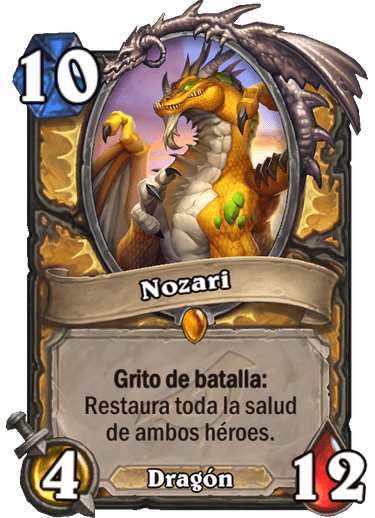 10
Nozari
Grito de batalla:
Restaura toda la salud
de ambos héroes.
4
Dragón
12